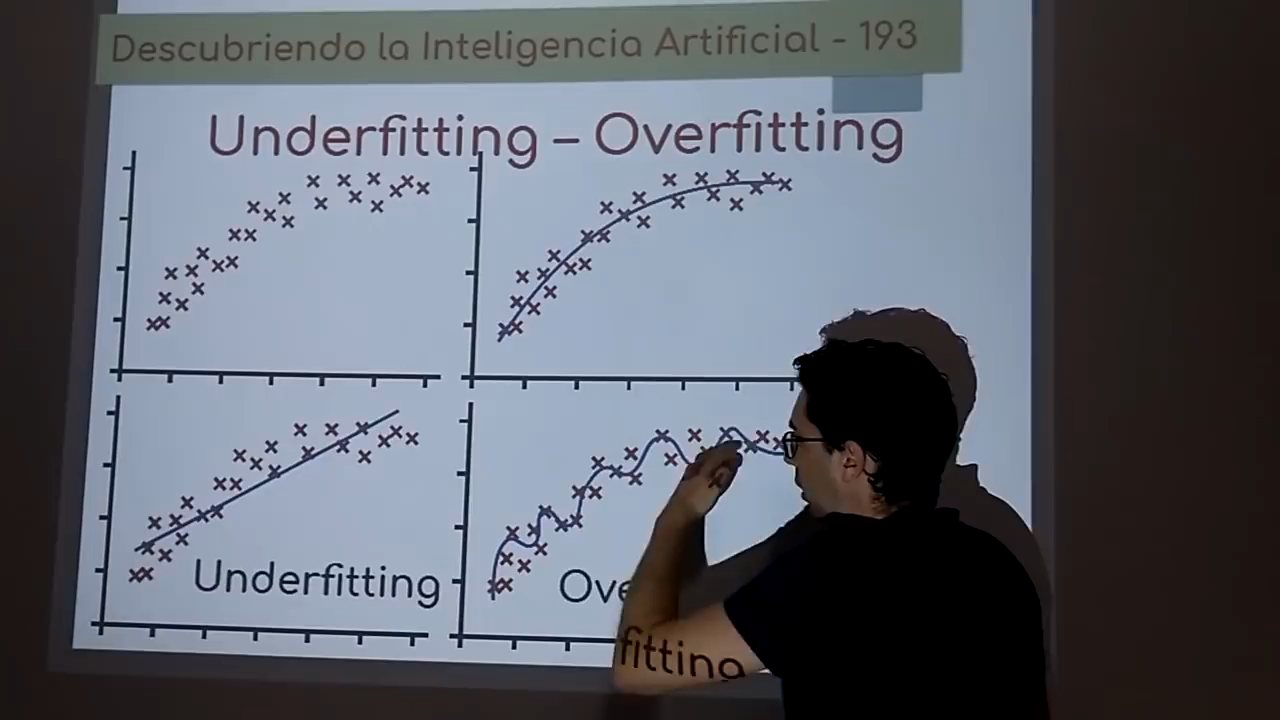 Descubriendo la Inteligencia Artificial - 193
Underfitting – Overfitting
Underfitting
Ove
fitting